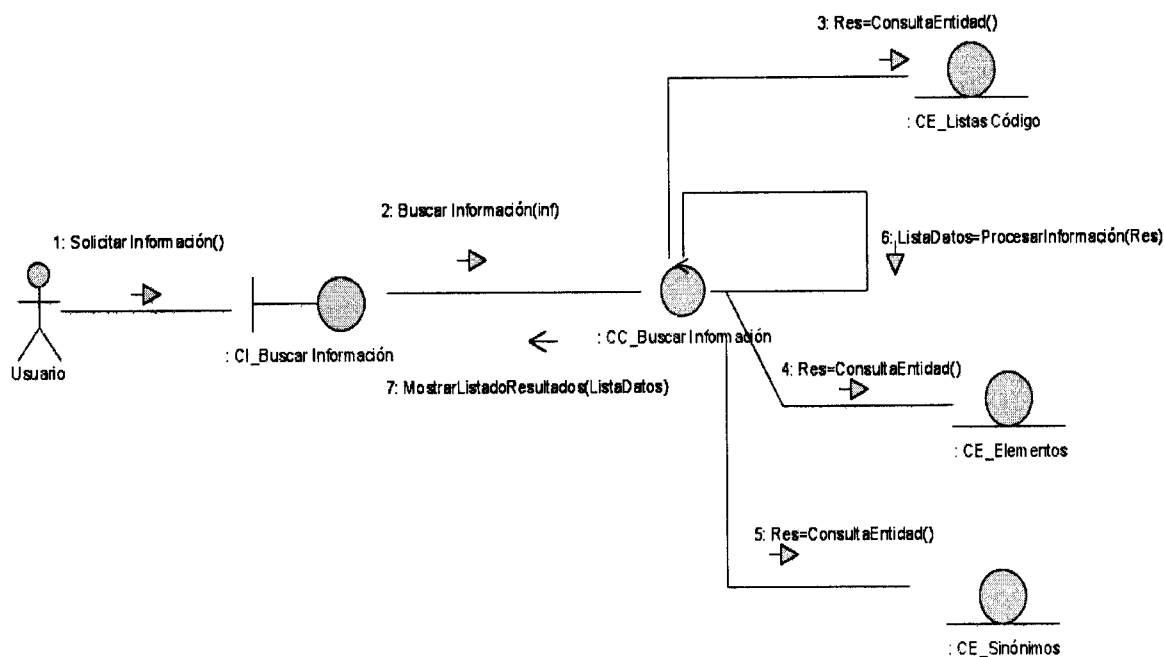 3: Res=ConsultaEntidad()
: CE_Listas Código
2: Buscar Información(inf)
1: Solicitar Información()
6: ListaDatos=ProcesarInformación(Res)
: CI_Buscar Información
: CC_Buscar Información
Usuario
7: MostrarListadoResultados(ListaDatos)
4: Res=ConsultaEntidad()
: CE_Elementos
5: Res=ConsultaEntidad()
: CE_Sinónimos